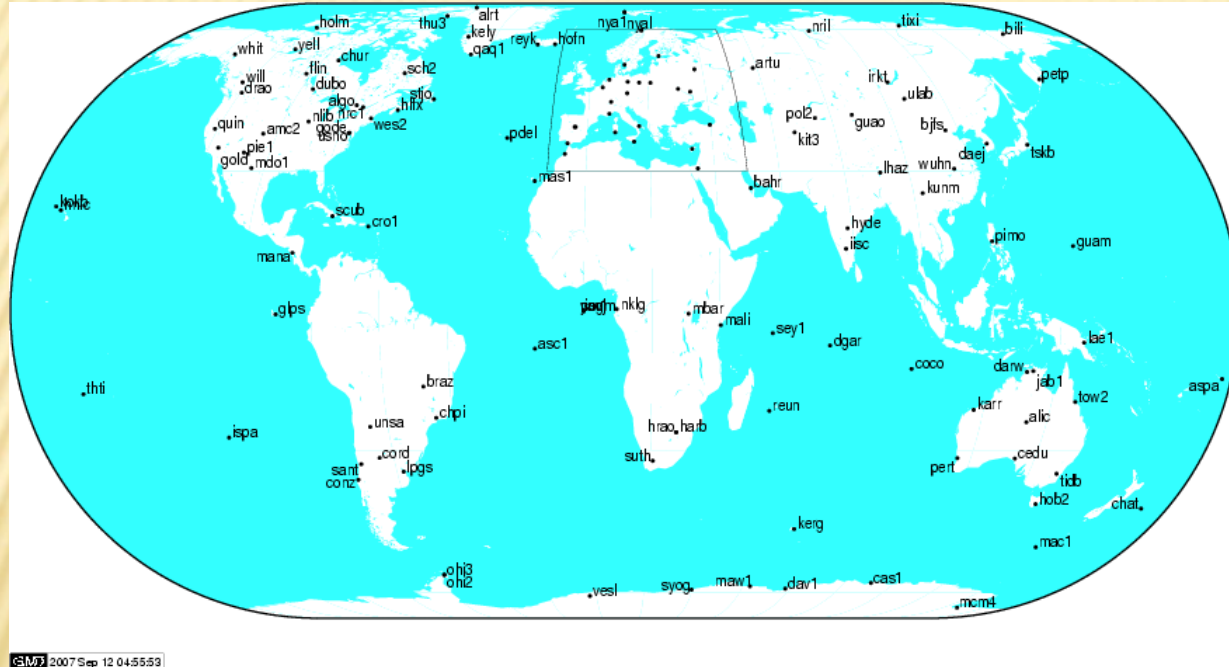 holm
thu3
alrt
nya1
nyal
nril
tixi
bili
whit
yell
chur
kely
reyk
hofn
qaq1
flin
sch2
artu
irkt
petp
will
drao
dubo
stjo
ulab
algo
nrc1
hlfx
quin
nlib
wes2
pol2
guao
bjfs
amc2
usno
pdel
kit3
gold
pie1
mdo1
daej
tskb
wuhn
mas1
bahr
lhaz
kunm
kokb
scub
cro1
hyde
pimo
guam
mana
iisc
glps
nklg
mbar
mali
sey1
asc1
dgar
lae1
coco
darw
jab1
aspa
thti
braz
karr
tow2
chpi
reun
unsa
alic
ispa
hrao
harb
cord
suth
pert
cedu
sant
lpgs
conz
tidb
hob2
chat
kerg
mac1
ohi3
ohi2
vesl
syog
maw1
dav1
cas1
mcm4
GMT 2007 Sep 12 04:55:53